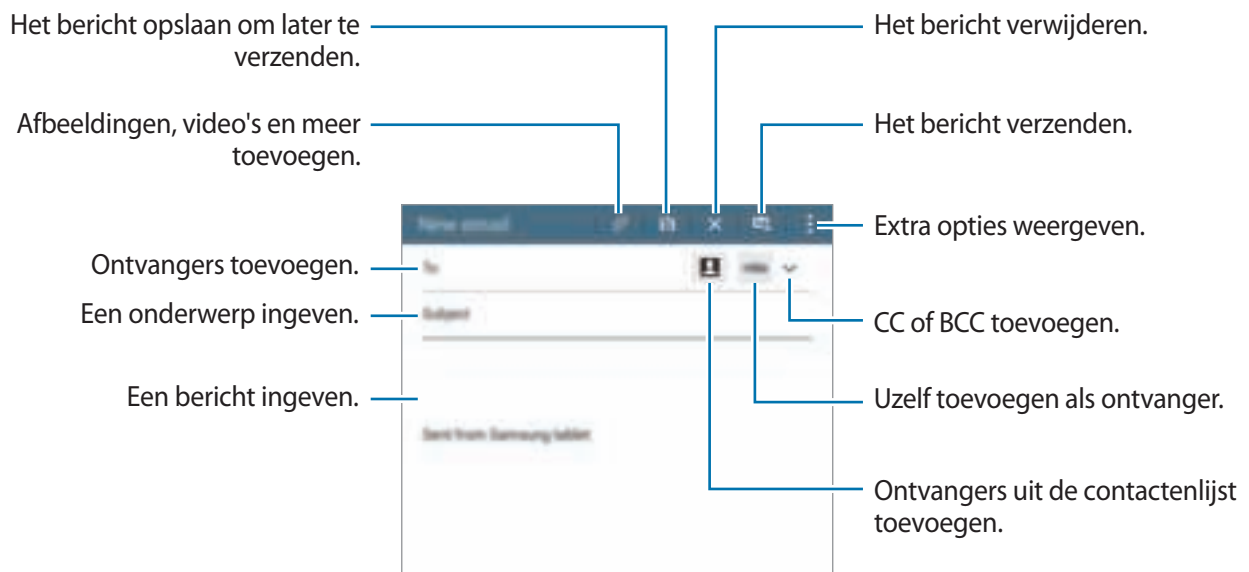 Het bericht opslaan om later te
verzenden.
Afbeeldingen, video's en meer
toevoegen.
Ontvangers toevoegen.
Een onderwerp ingeven.
Een bericht ingeven.
New email
To
Subject
Sent from Samsung tablet
Het bericht verwijderen.
Het bericht verzenden.
Extra opties weergeven.
CC of BCC toevoegen.
Uzelf toevoegen als ontvanger.
Ontvangers uit de contactenlijst
toevoegen.